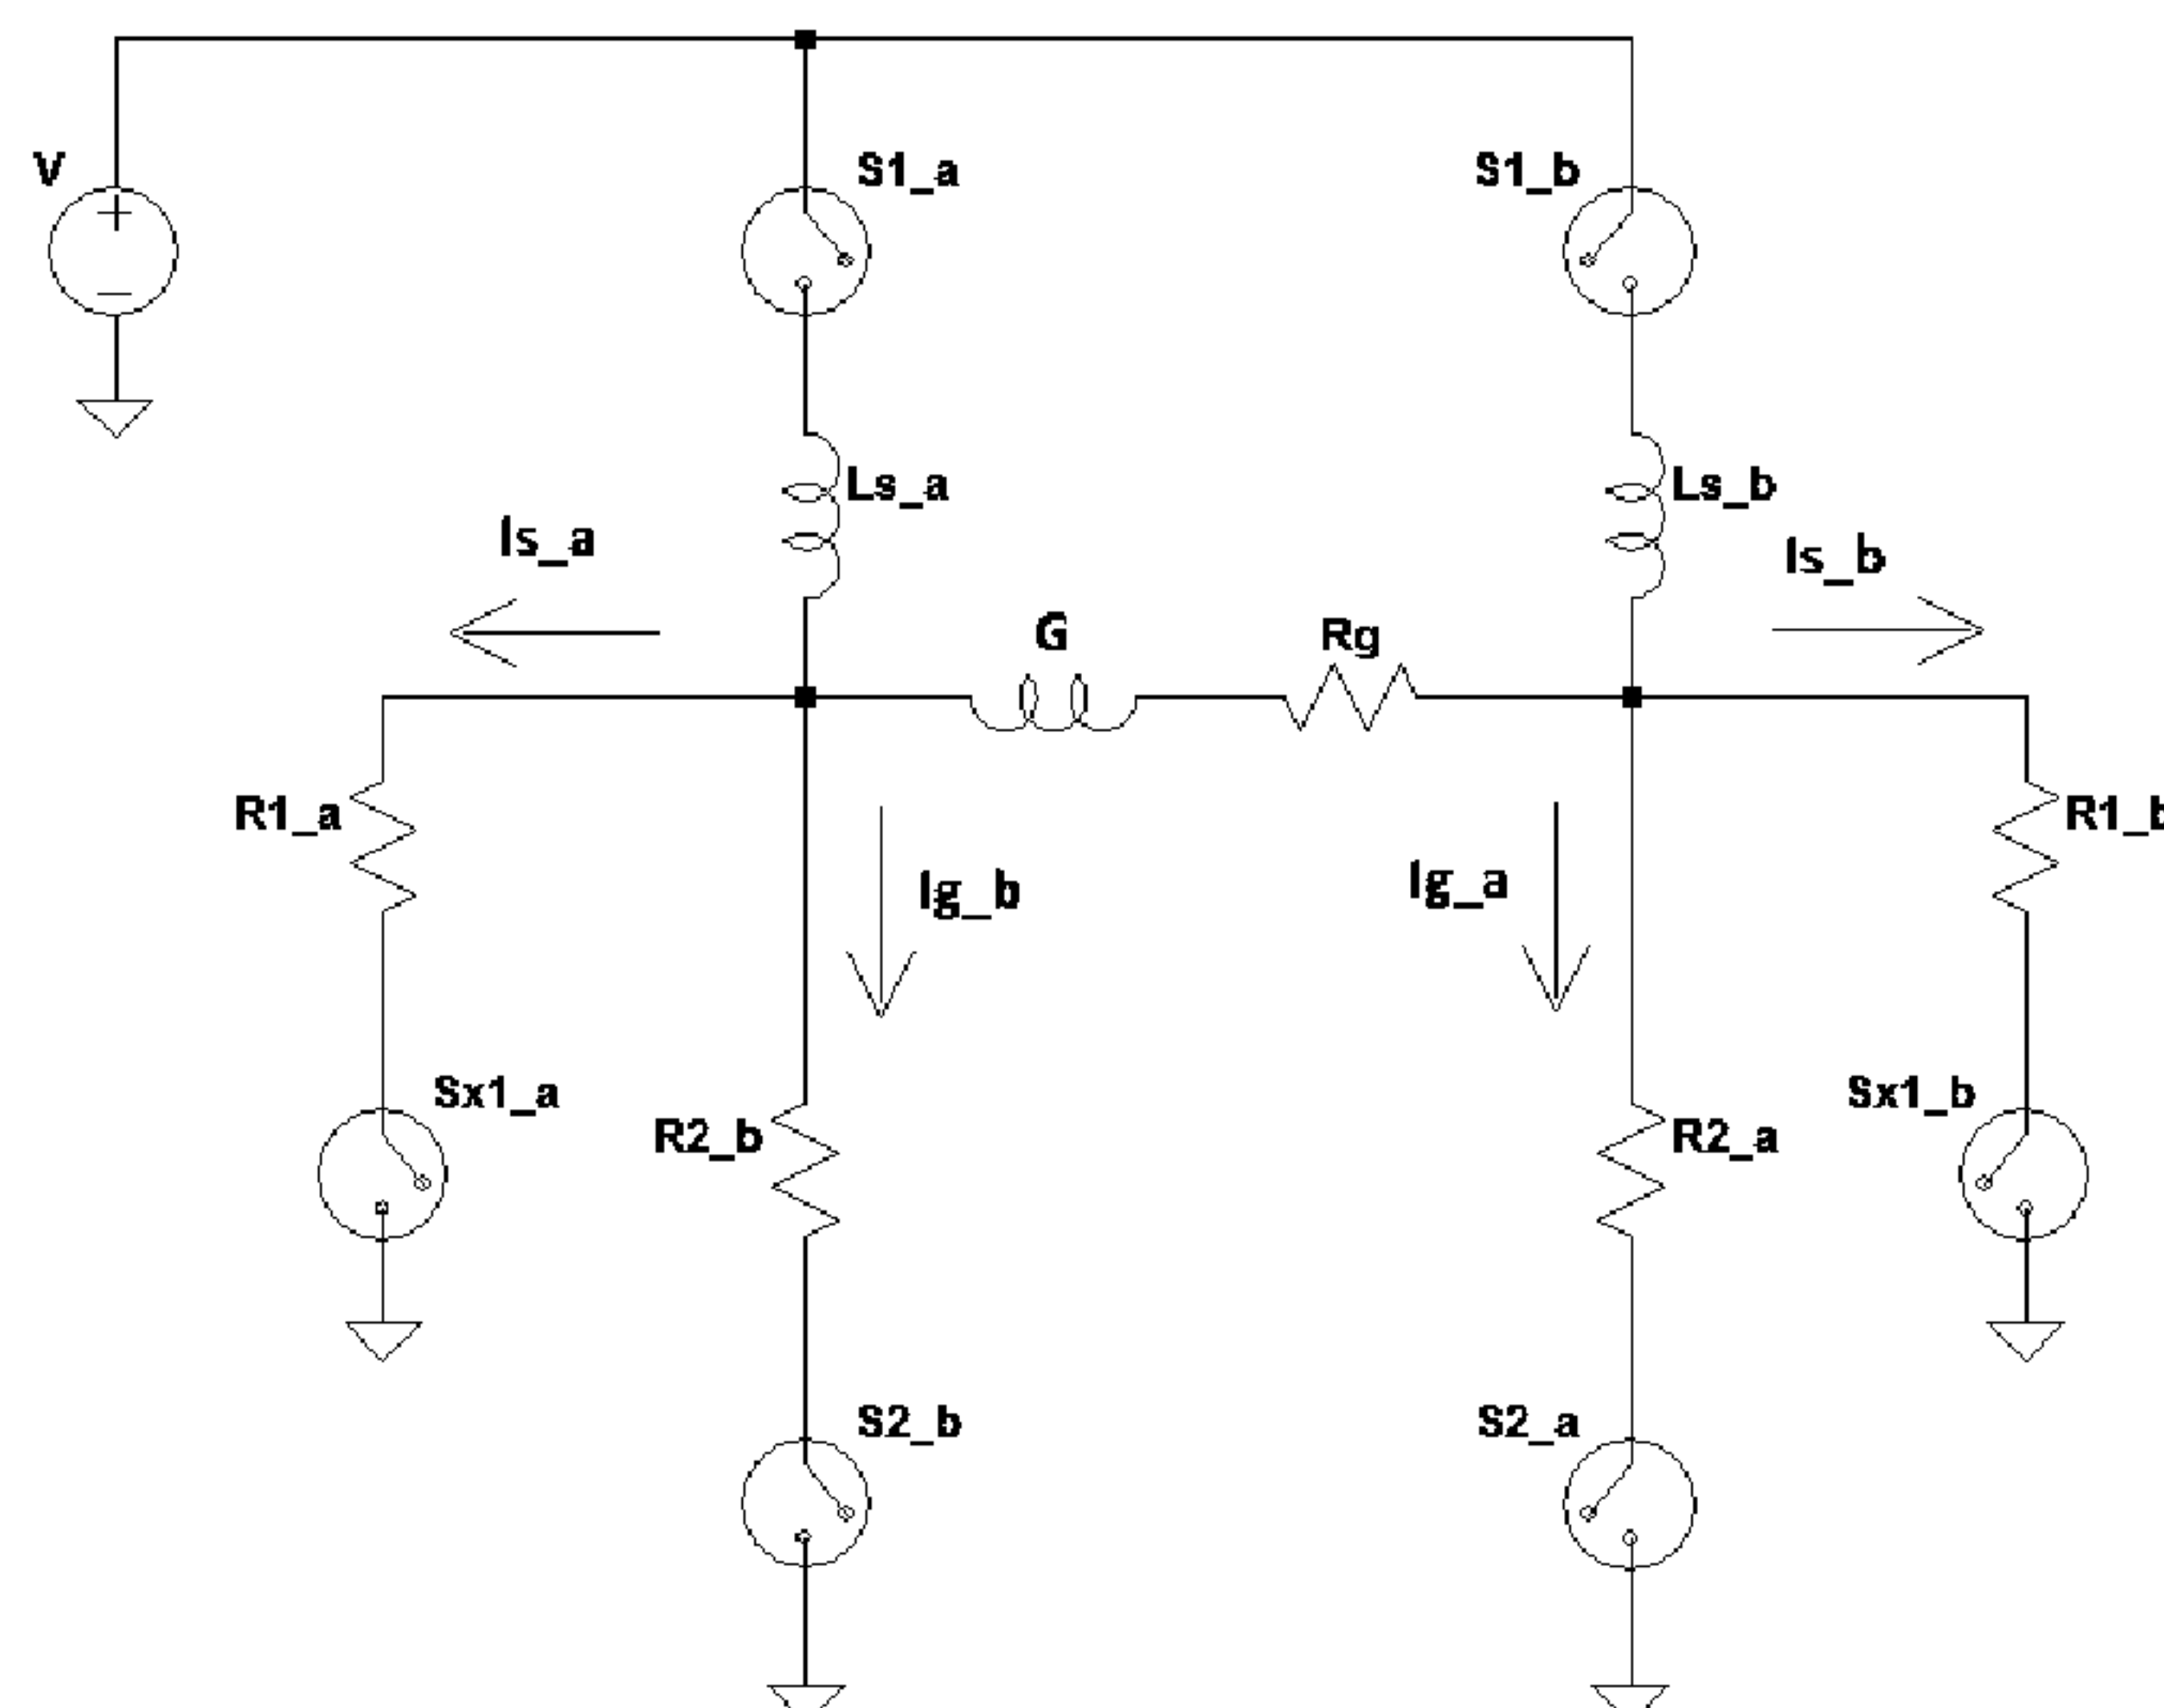 V
S1_a
S1_b
Ls_a
Ls_b
Is_a
Is_b
G
Rg
R1_a
R1_b
Ig_b
Ig_a
Sx1_a
Sx1_b
R2_b
R2_a
S2_b
S2_a